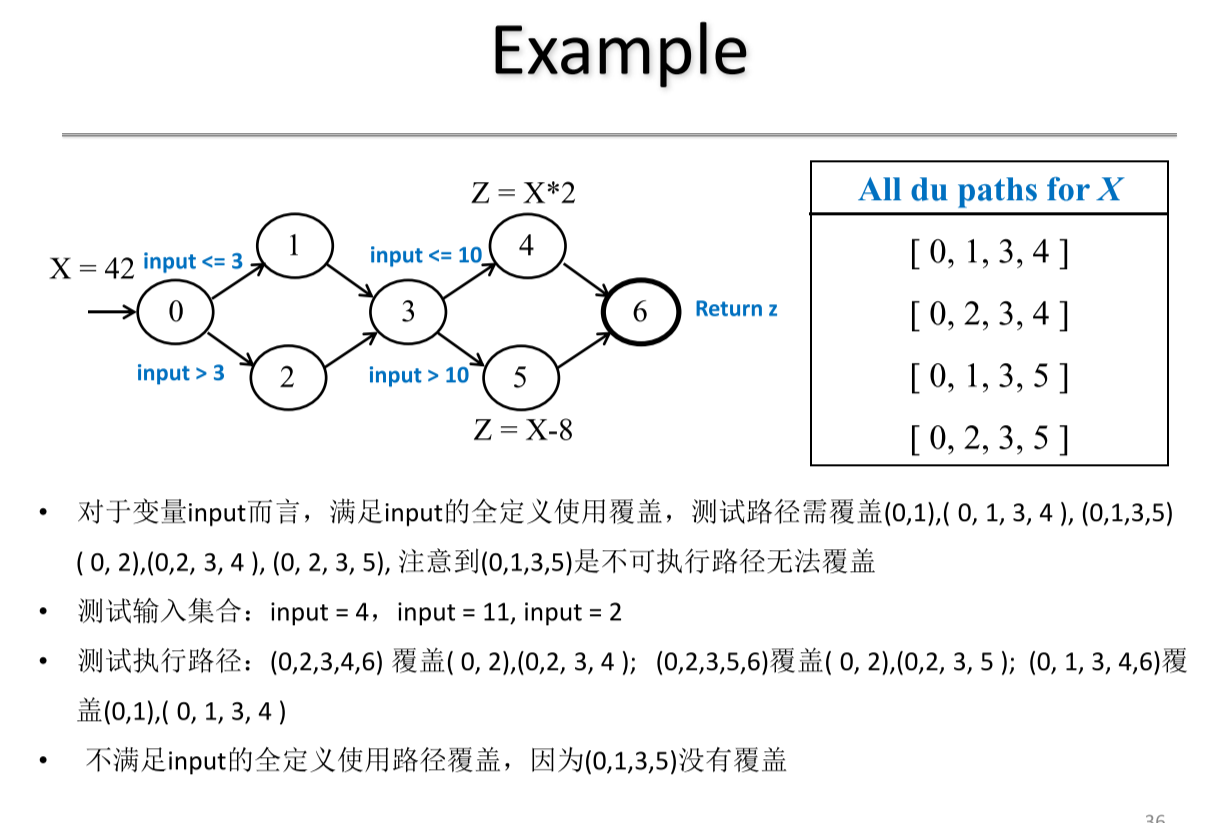 Example
Z = X*2
X = 42
input <= 3
1
input <= 10
4
0
3
6
Return z
input > 3
2
input > 10
5
Z = X-8
All du paths for X
[ 0, 1, 3, 4 ]
[ 0, 2, 3, 4 ]
[ 0, 1, 3, 5 ]
[ 0, 2, 3, 5 ]
• 对于变量input而言，满足input的全定义使用覆盖，测试路径需覆盖(0,1),( 0, 1, 3, 4 ), (0,1,3,5)
( 0, 2),(0,2, 3, 4 ), (0, 2, 3, 5), 注意到(0,1,3,5)是不可执行路径无法覆盖
• 测试输入集合：input = 4，input = 11, input = 2
• 测试执行路径：(0,2,3,4,6) 覆盖( 0, 2),(0,2, 3, 4 );   (0,2,3,5,6)覆盖( 0, 2),(0,2, 3, 5 );  (0, 1, 3, 4,6)覆
盖(0,1),( 0, 1, 3, 4 )
• 不满足input的全定义使用路径覆盖，因为(0,1,3,5)没有覆盖
36